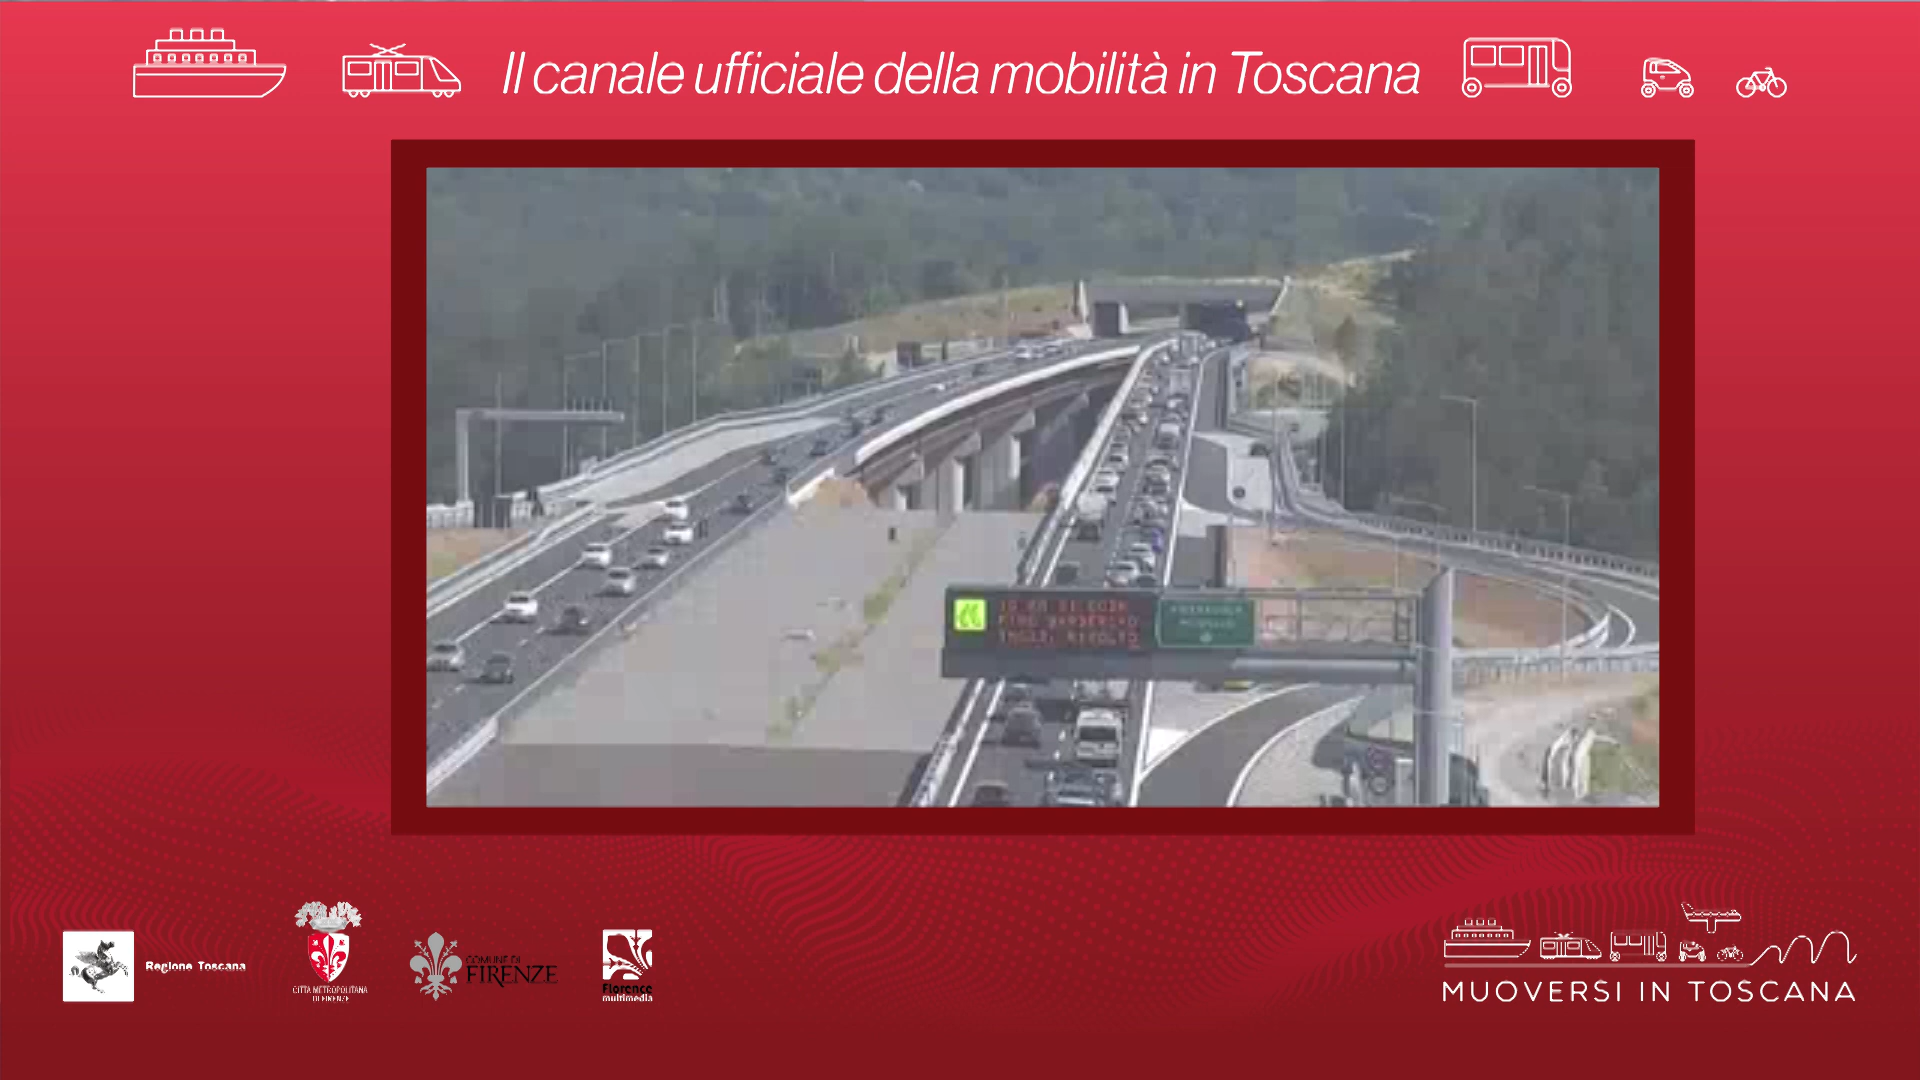 Il canale ufficiale della mobilità in Toscana
Regione Toscana
CITTÀ METROPOLITANA
DI FIRENZE
COMUNE DI
FIRENZE
Florence
multimedia
MUOVERSI IN TOSCANA